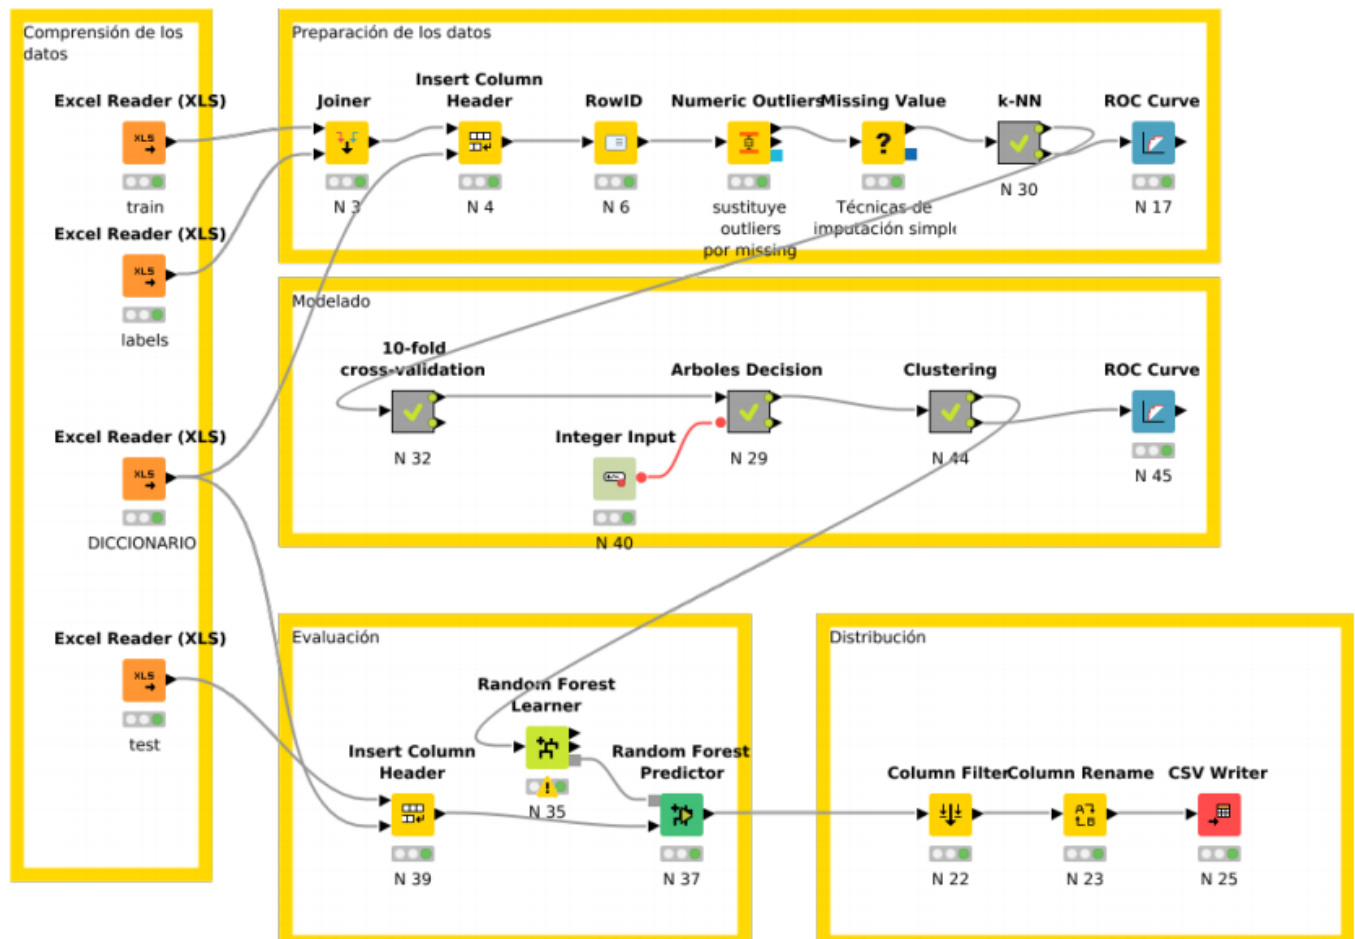 Comprensión de los
datos
Excel Reader (XLS)
XLS
train
Excel Reader (XLS)
XLS
labels
Excel Reader (XLS)
XLS
DICCIONARIO
Excel Reader (XLS)
XLS
test
Preparación de los datos
Joiner
N 3
Insert Column
Header
N 4
RowID
N 6
Numeric Outliers
sustituye
outliers
por missing
Missing Value
?
Técnicas de
imputación simple
k-NN
N 30
ROC Curve
N 17
Modelado
10-fold
cross-validation
N 32
Integer Input
N 40
Arboles Decision
N 29
Clustering
N 44
ROC Curve
N 45
Evaluación
Insert Column
Header
N 39
Random Forest
Learner
N 35
Random Forest
Predictor
N 37
Distribución
Column Filter
N 22
Column Rename
N 23
CSV Writer
N 25